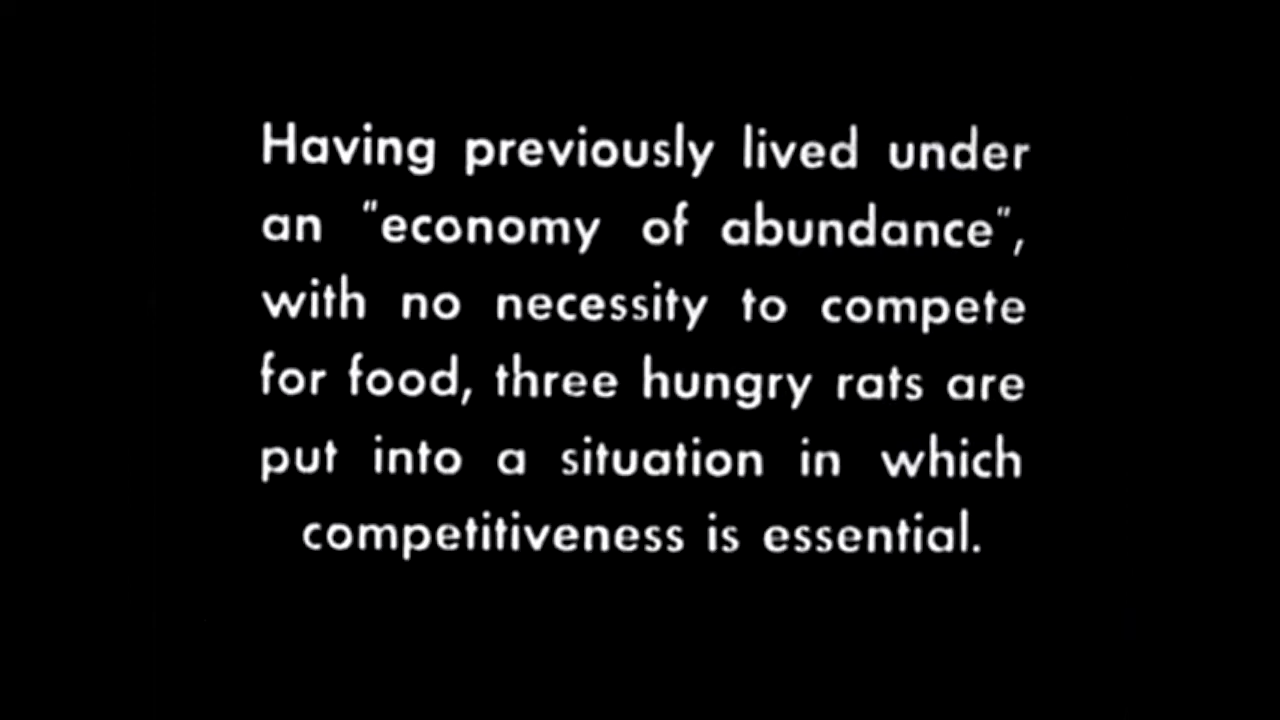 Having previously lived under
an "economy of abundance",
with no necessity to compete
for food, three hungry rats are
put into a situation in which
competitiveness is essential.